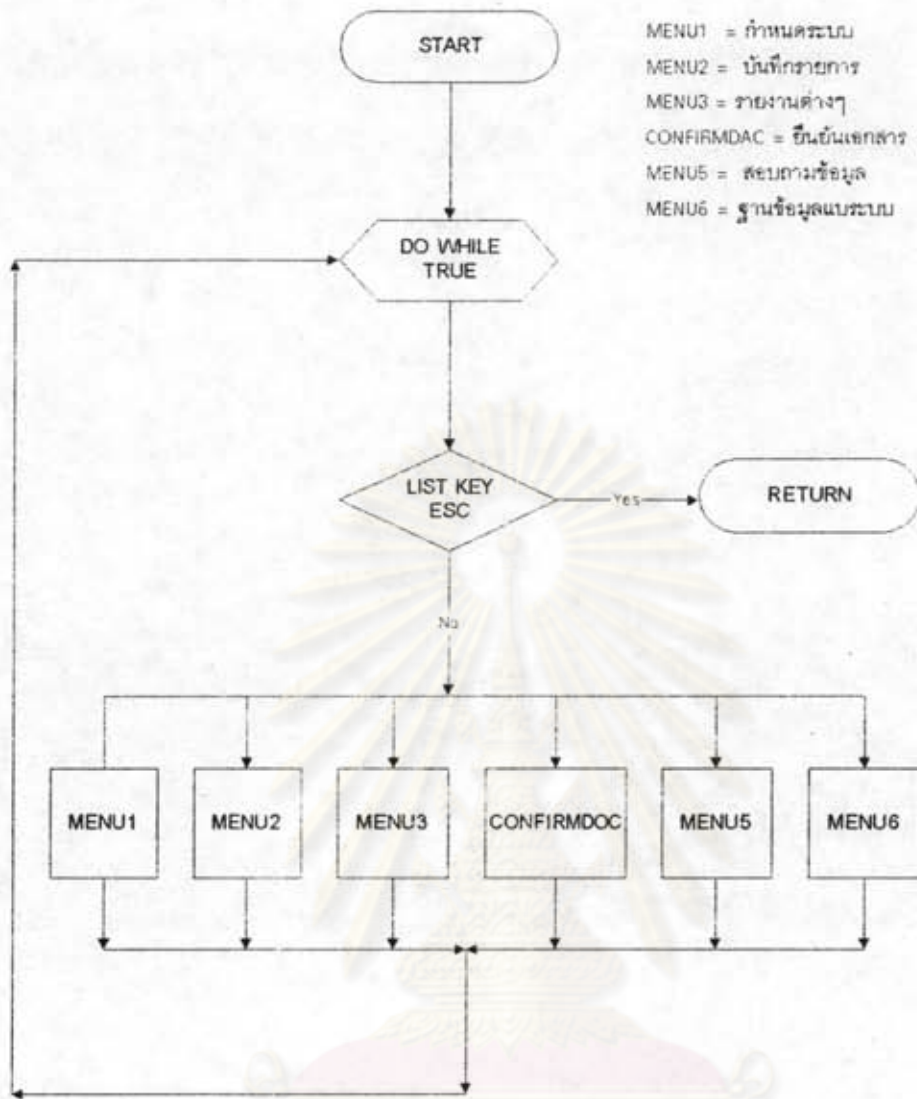 START
MENU1 = กำหนดระบบ
MENU2 = บันทึกรายการ
MENU3 = รายงานต่างๆ
CONFIRMDAC = ยืนยันเอกสาร
MENU5 = สอบถามข้อมูล
MENU6 = ฐานข้อมูลแบระบบ
DO WHILE
TRUE
LIST KEY
ESC
Yes
RETURN
No
MENU1
MENU2
MENU3
CONFIRMDOC
MENU5
MENU6